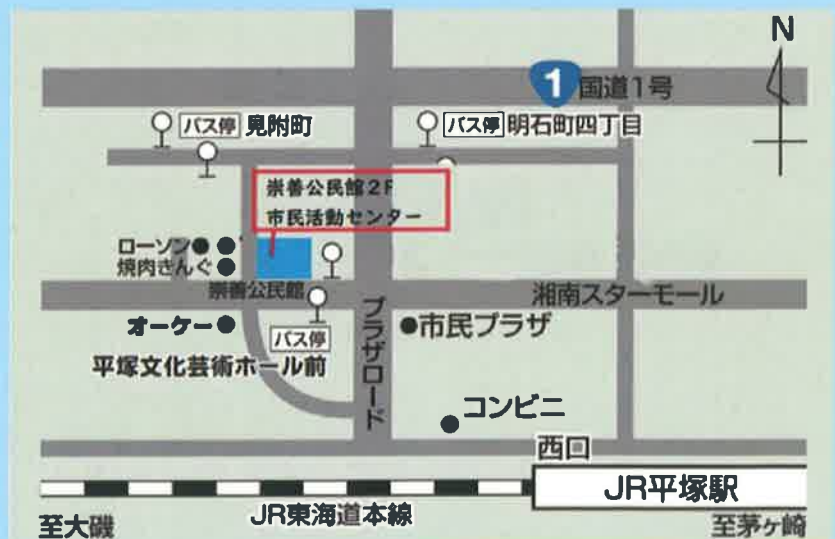 N
1 国道1号
バス停 見附町
バス停 明石町四丁目
崇善公民館2F
市民活動センター
ローソン
焼肉きんぐ
崇善公民館
湘南スターモール
オーケー
バス停
平塚文化芸術ホール前
プラザロード
市民プラザ
コンビニ
西口
JR平塚駅
JR東海道本線
至大磯
至茅ヶ崎